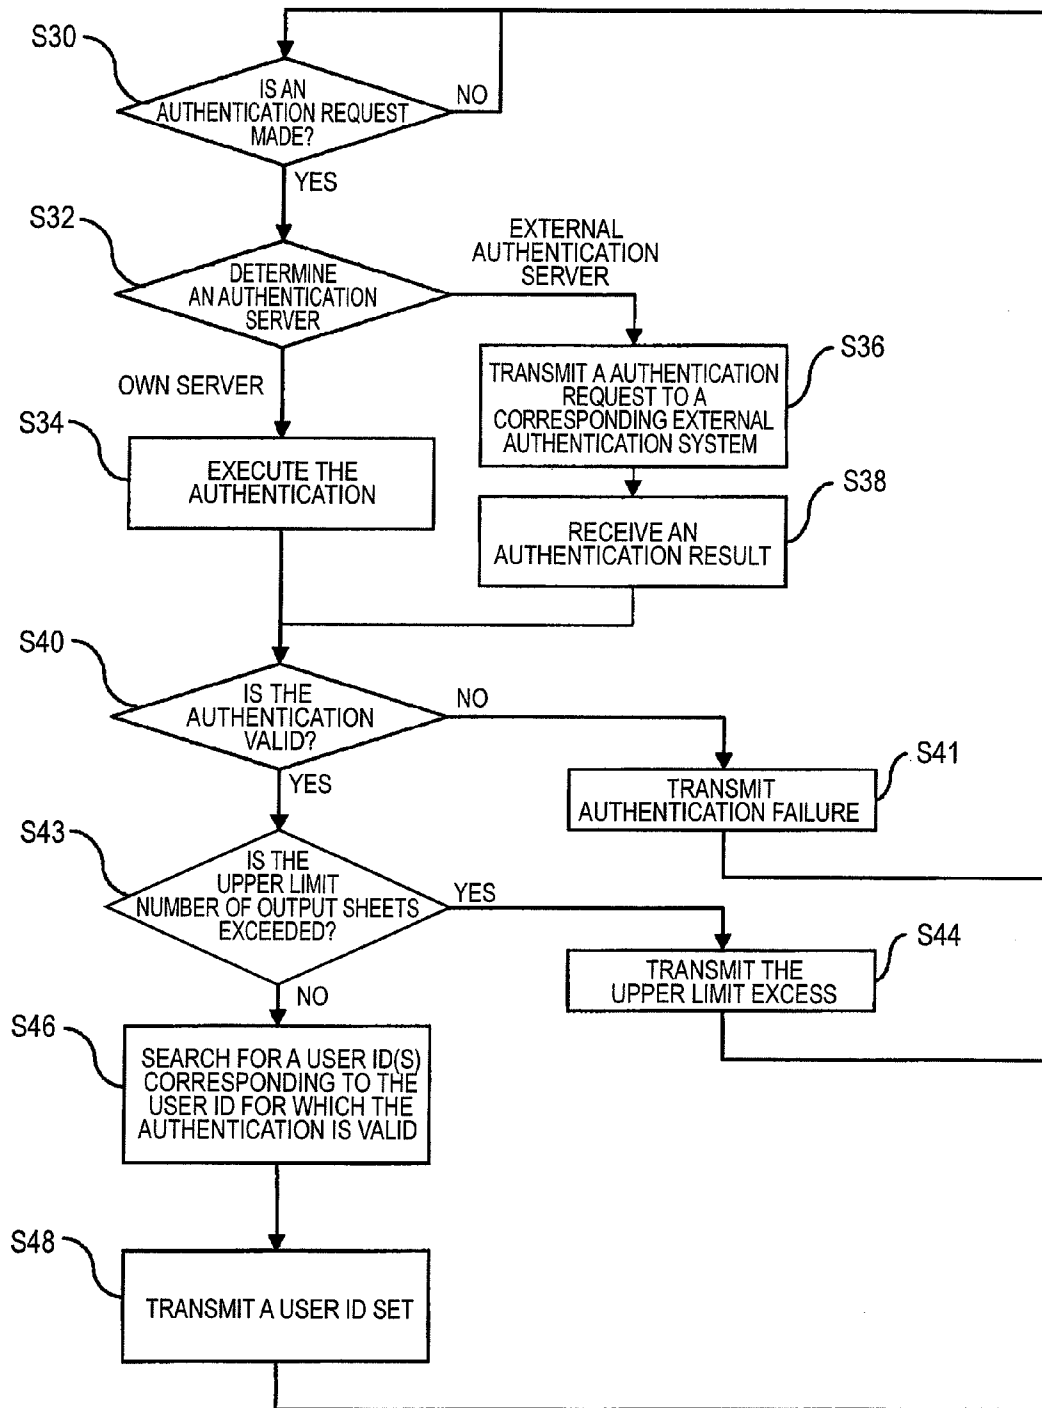 S30
IS AN
AUTHENTICATION REQUEST
MADE?
NO
YES
S32
DETERMINE
AN AUTHENTICATION
SERVER
EXTERNAL
AUTHENTICATION
SERVER
OWN SERVER
S36
TRANSMIT A AUTHENTICATION
REQUEST TO A
CORRESPONDING EXTERNAL
AUTHENTICATION SYSTEM
S34
EXECUTE THE
AUTHENTICATION
S38
RECEIVE AN
AUTHENTICATION RESULT
S40
IS THE
AUTHENTICATION
VALID?
NO
YES
S41
TRANSMIT
AUTHENTICATION FAILURE
S43
IS THE
UPPER LIMIT
NUMBER OF OUTPUT SHEETS
EXCEEDED?
YES
NO
S44
TRANSMIT THE
UPPER LIMIT EXCESS
S46
SEARCH FOR A USER ID(S)
CORRESPONDING TO THE
USER ID FOR WHICH THE
AUTHENTICATION IS VALID
S48
TRANSMIT A USER ID SET